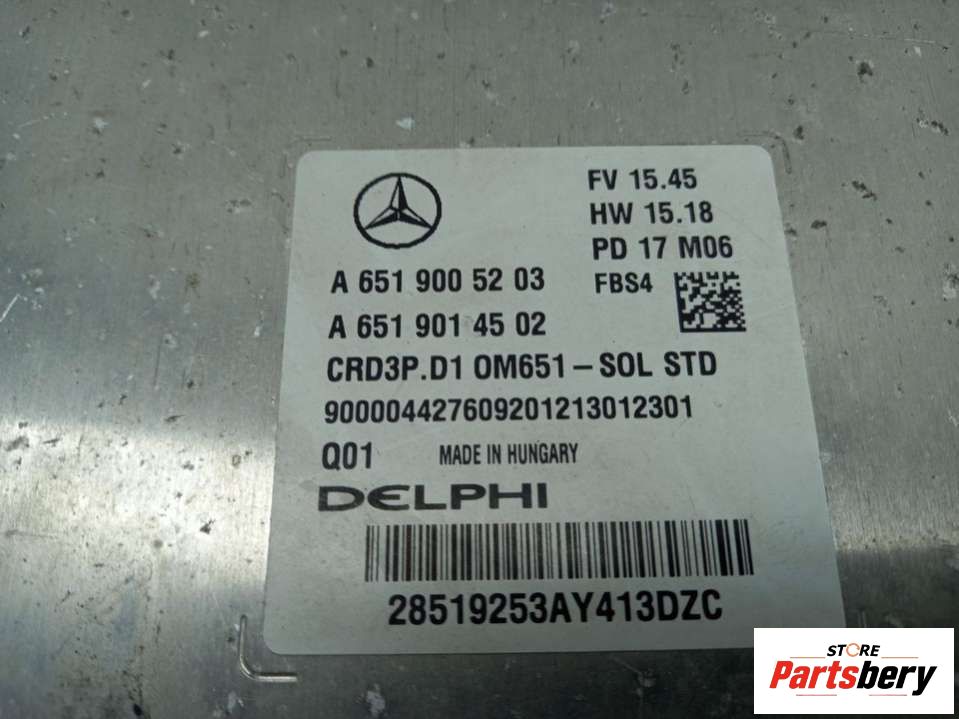 FV 15.45
HW 15.18
PD 17 M06
FBS4
A 651 900 52 03
A 651 901 45 02
CRD3P.D1 OM651 – SOL STD
900004427609201213012301
Q01 MADE IN HUNGARY
DELPHI
28519253AY413DZC
STORE
Partsbery